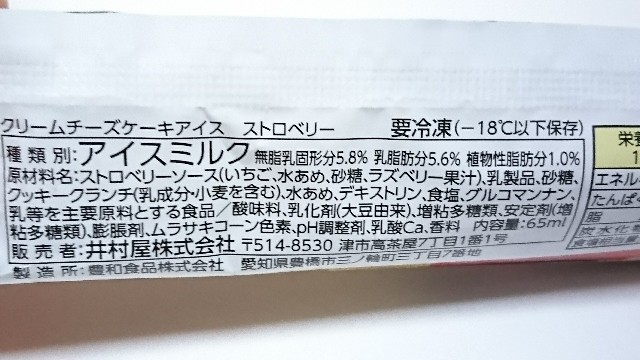 クリームチーズケーキアイス ストロベリー 要冷凍(－18℃以下保存)
種類別:アイスミルク 無脂乳固形分5.8% 乳脂肪分5.6% 植物性脂肪分1.0%
原材料名:ストロベリーソース(いちご、水あめ、砂糖、ラズベリー果汁)、乳製品、砂糖、
クッキークランチ(乳成分・小麦を含む)、水あめ、デキストリン、食塩、グルコマンナン、
乳等を主要原料とする食品／酸味料、乳化剤(大豆由来)、増粘多糖類、安定剤(増
粘多糖類)、膨脹剤、ムラサキコーン色素、pH調整剤、乳酸Ca、香料 内容量:65ml
販売者:井村屋株式会社 〒514-8530 津市高茶屋7丁目1番1号
製造所:豊和食品株式会社 愛知県豊橋市三ノ輪町三丁目7番地
栄養
1
エネル
たんぱ
脂
炭水化物
食塩相当量